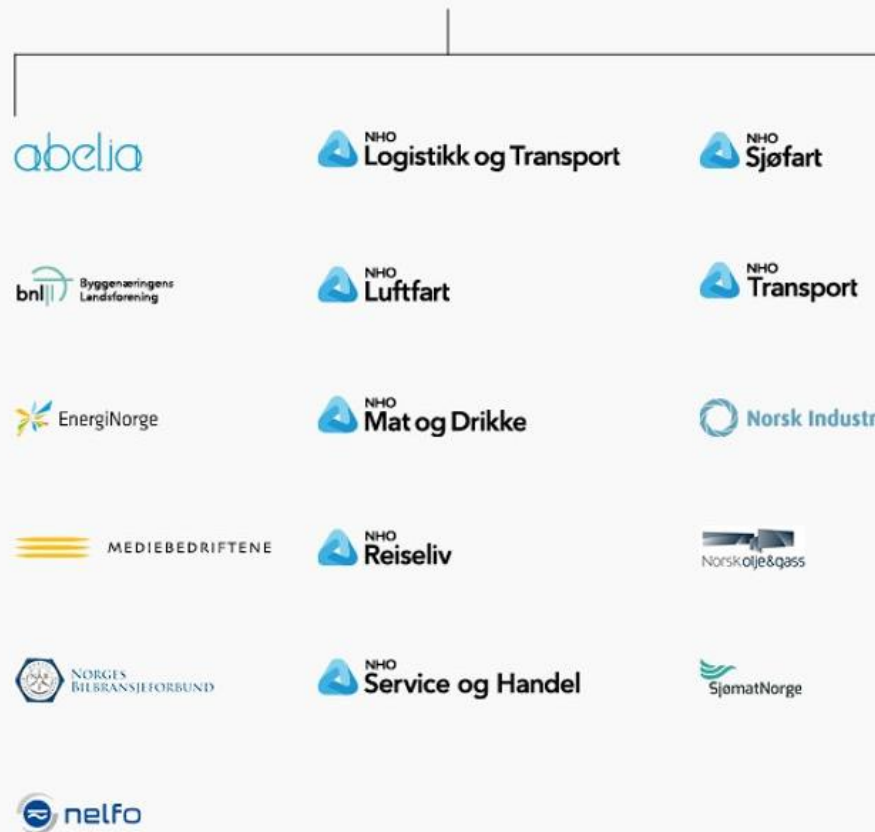 abelia
NHO
Logistikk og Transport
NHO
Sjøfart
bnl
Byggenæringens
Landsforening
NHO
Luftfart
NHO
Transport
EnergiNorge
NHO
Mat og Drikke
Norsk Industr
MEDIEBEDRIFTENE
NHO
Reiseliv
Norskolje&gass
NORGES
BILBRANSJEFORBUND
NHO
Service og Handel
SjømatNorge
nelfo